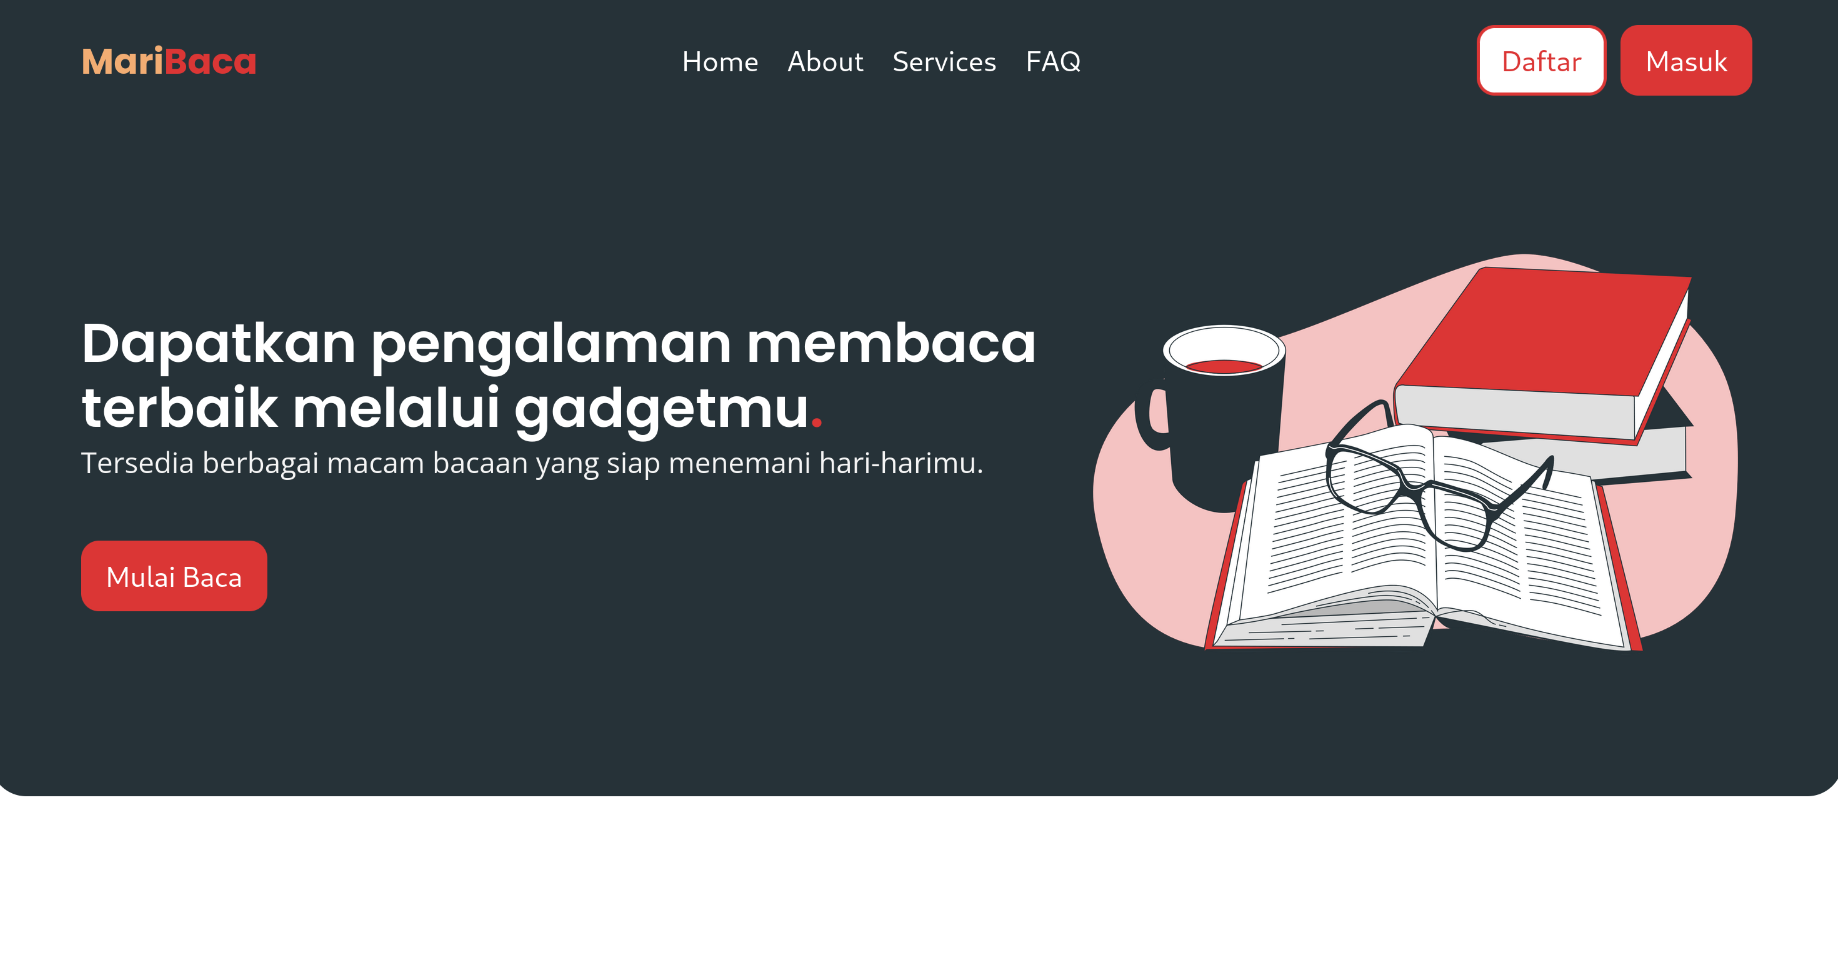 MariBaca
Home About Services FAQ
Daftar Masuk
Dapatkan pengalaman membaca
terbaik melalui gadgetmu.
Tersedia berbagai macam bacaan yang siap menemani hari-harimu.
Mulai Baca